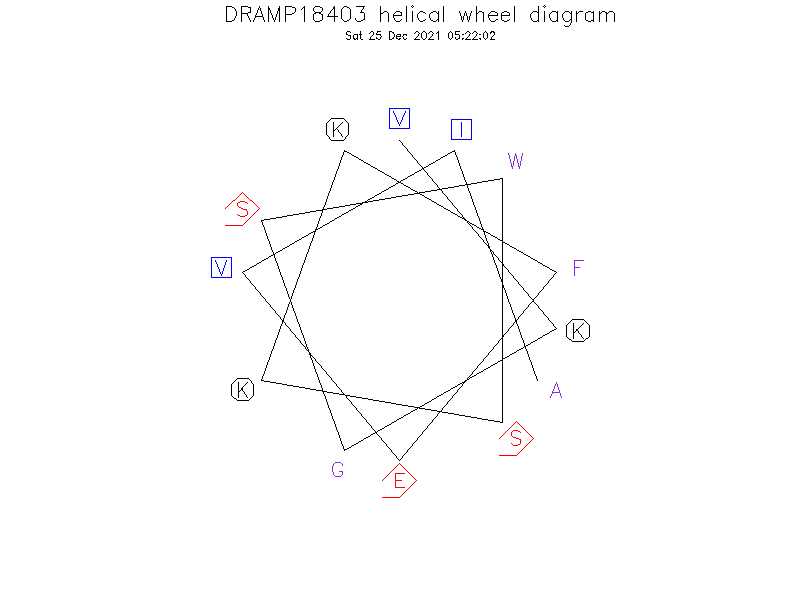 DRAMP18403 helical wheel diagram
Sat 25 Dec 2021 05:22:02
V
K
I
W
S
V
F
K
K
A
S
G
E